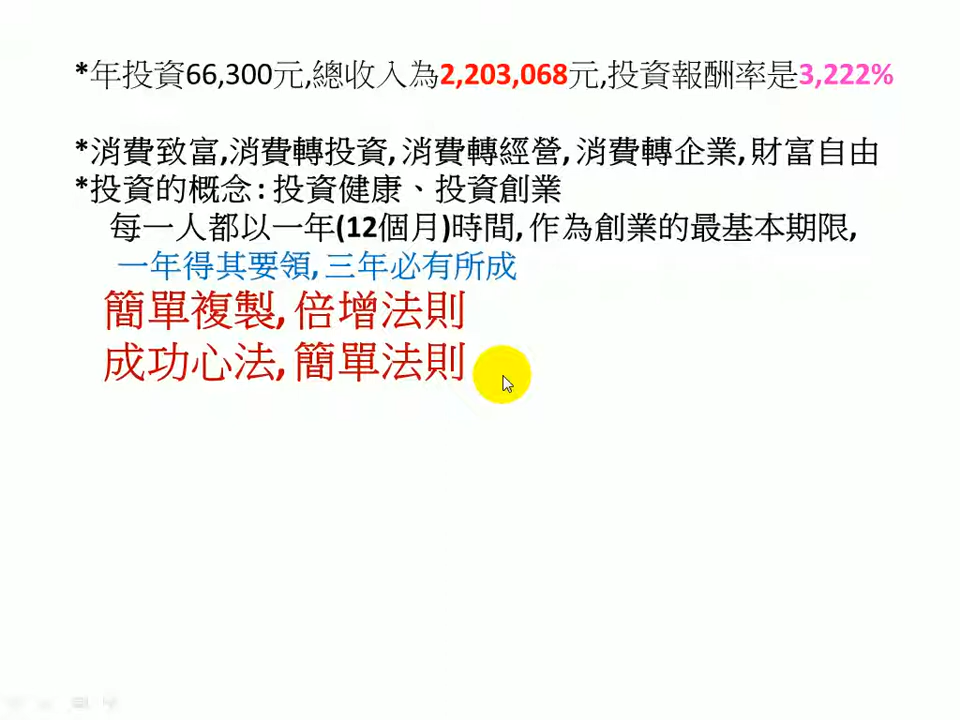 *年投資66,300元,總收入為2,203,068元,投資報酬率是3,222%
*消費致富,消費轉投資, 消費轉經營, 消費轉企業, 財富自由
*投資的概念 : 投資健康、投資創業
每一人都以一年(12個月)時間, 作為創業的最基本期限,
一年得其要領, 三年必有所成
簡單複製, 倍增法則
成功心法, 簡單法則